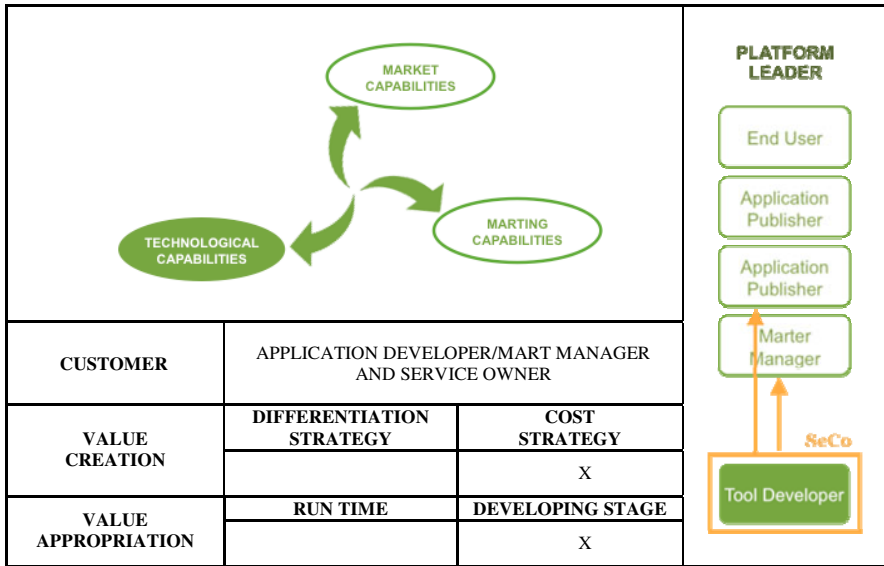 MARKET
CAPABILITIES
TECHNOLOGICAL
CAPABILITIES
MARTING
CAPABILITIES
CUSTOMER
APPLICATION DEVELOPER/MART MANAGER
AND SERVICE OWNER
VALUE
CREATION
DIFFERENTIATION
STRATEGY
COST
STRATEGY
X
VALUE
APPROPRIATION
RUN TIME
DEVELOPING STAGE
X
PLATFORM
LEADER
End User
Application
Publisher
Application
Publisher
Marter
Manager
SeCo
Tool Developer